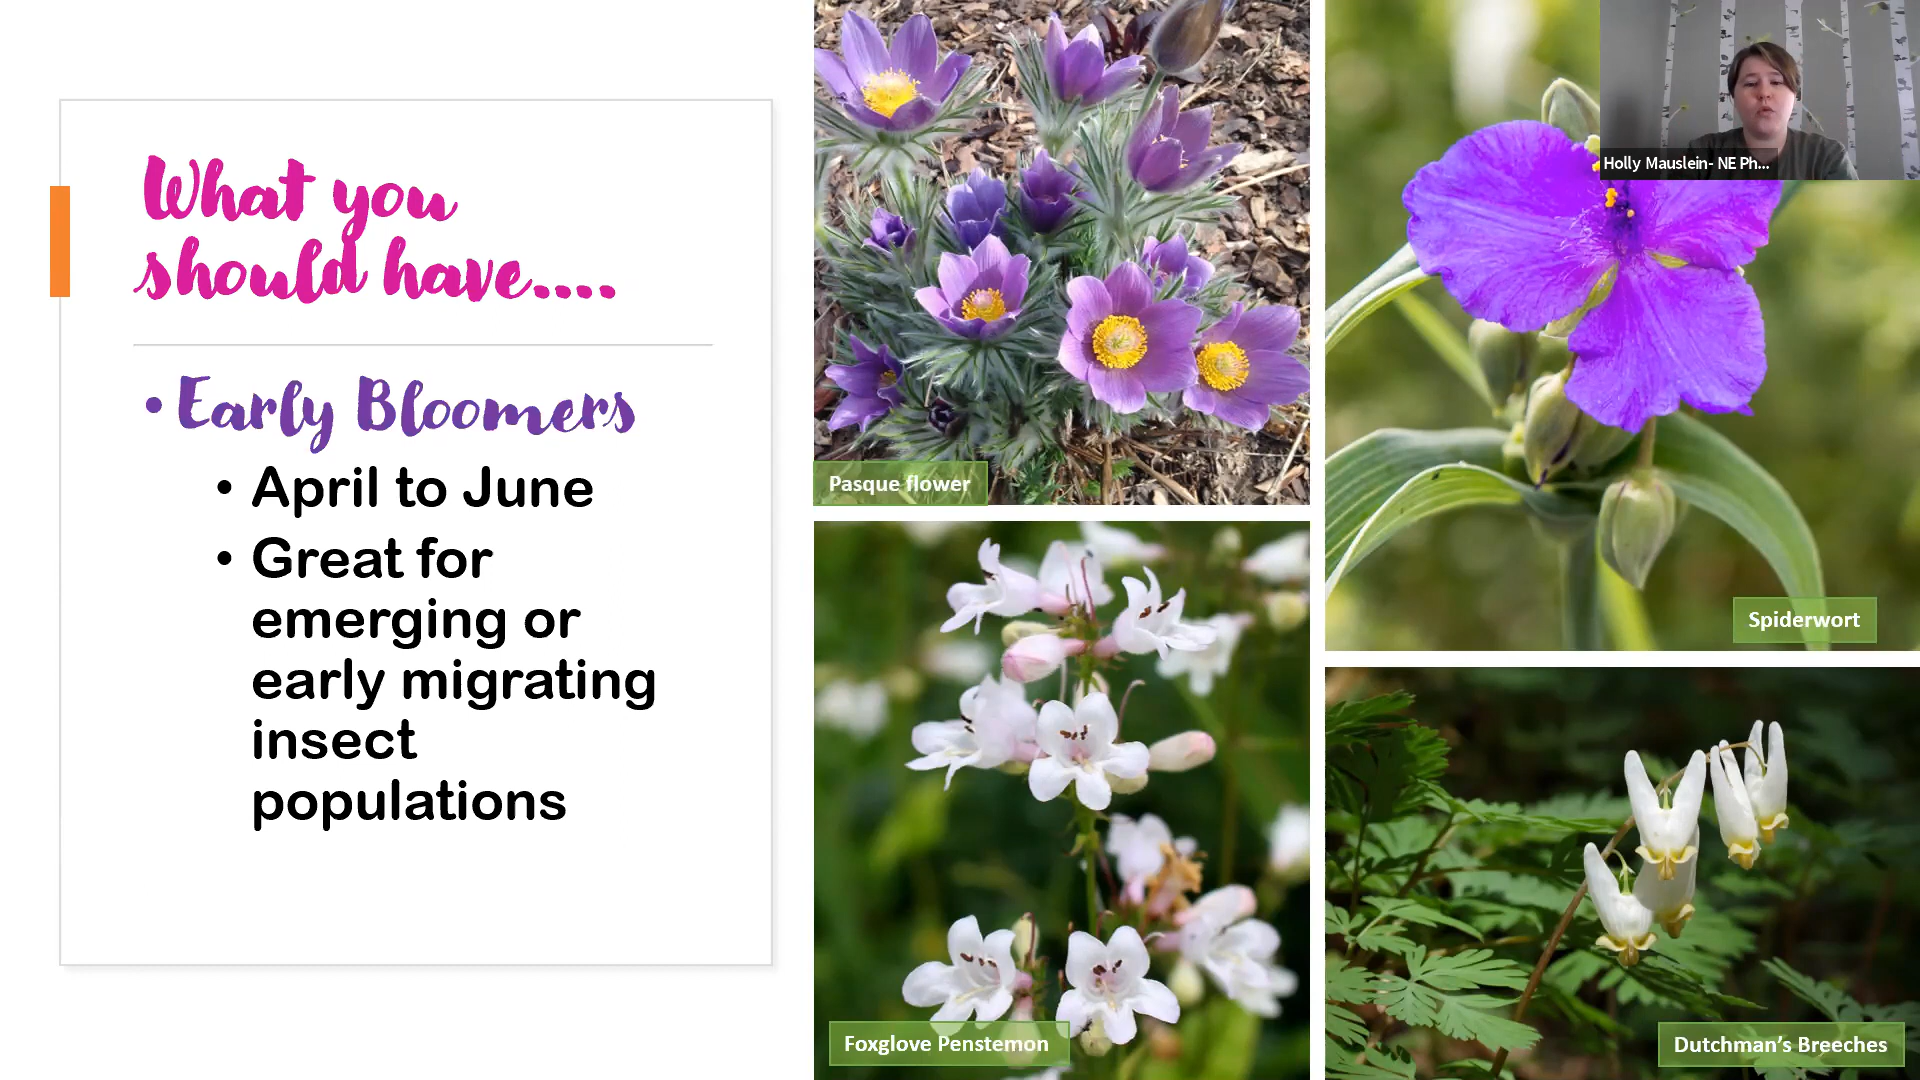 What you
should have....
• Early Bloomers
• April to June
• Great for
emerging or
early migrating
insect
populations
Pasque flower
Foxglove Penstemon
Holly Mauslein- NE Ph...
Spiderwort
Dutchman’s Breeches